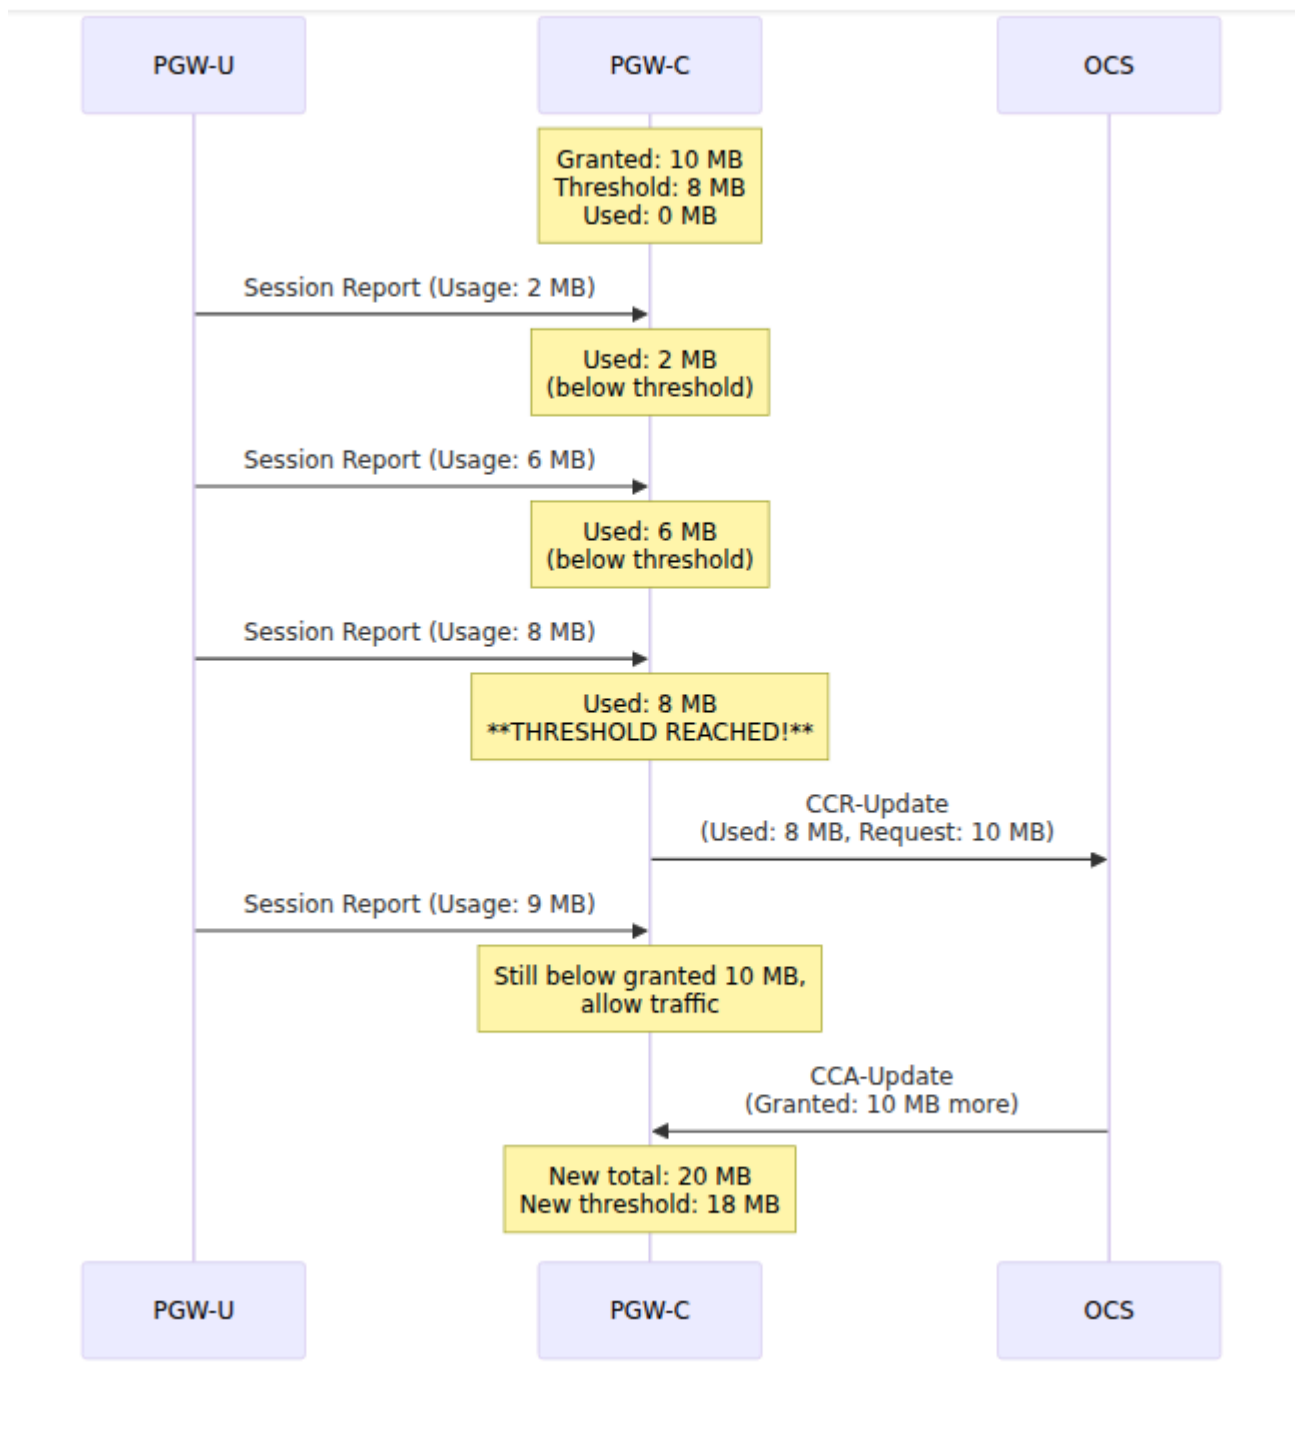 PGW-U
PGW-C
OCS
Granted: 10 MB
Threshold: 8 MB
Used: 0 MB
Session Report (Usage: 2 MB)
Used: 2 MB
(below threshold)
Session Report (Usage: 6 MB)
Used: 6 MB
(below threshold)
Session Report (Usage: 8 MB)
Used: 8 MB
**THRESHOLD REACHED!**
CCR-Update
(Used: 8 MB, Request: 10 MB)
Session Report (Usage: 9 MB)
Still below granted 10 MB,
allow traffic
CCA-Update
(Granted: 10 MB more)
New total: 20 MB
New threshold: 18 MB
PGW-U
PGW-C
OCS